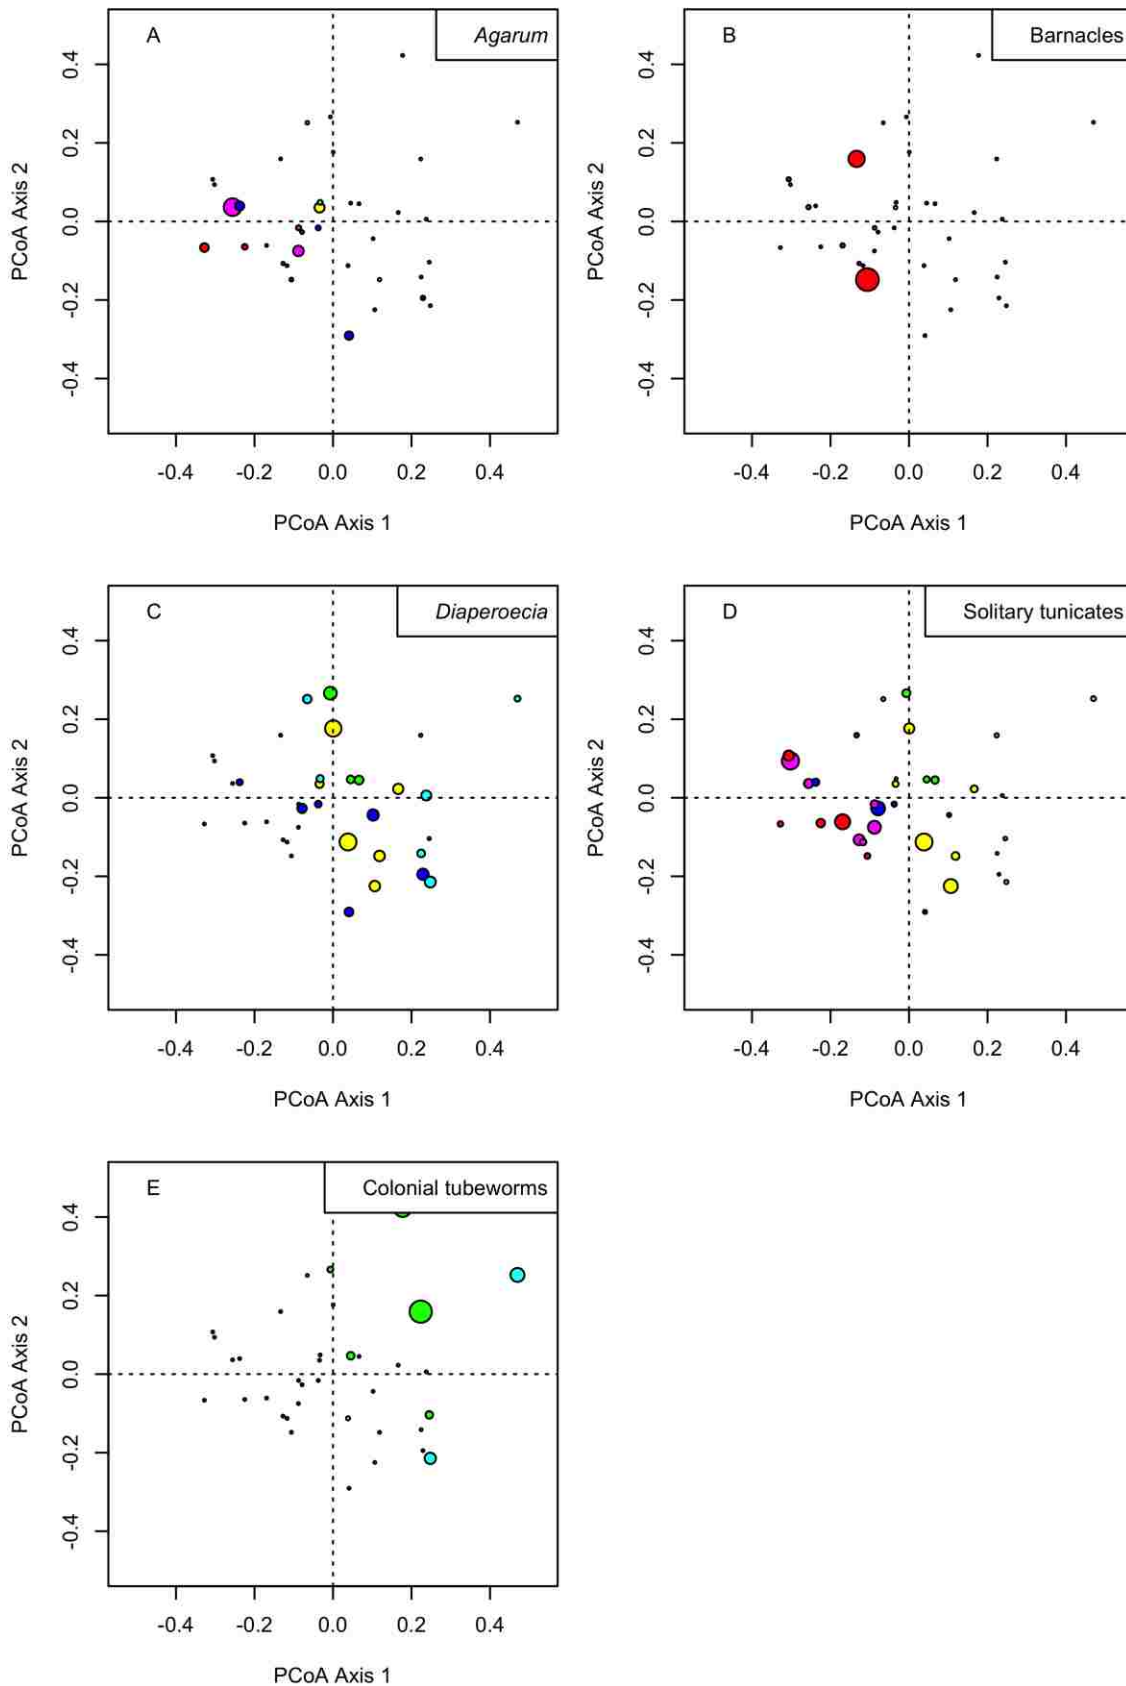 A
Agarum
0.4
0.2
0.0
-0.2
-0.4
PCoA Axis 2
-0.4 -0.2 0.0 0.2 0.4
PCoA Axis 1
B
Barnacles
0.4
0.2
0.0
-0.2
-0.4
PCoA Axis 2
-0.4 -0.2 0.0 0.2 0.4
PCoA Axis 1
C
Diaperoecia
0.4
0.2
0.0
-0.2
-0.4
PCoA Axis 2
-0.4 -0.2 0.0 0.2 0.4
PCoA Axis 1
D
Solitary tunicates
0.4
0.2
0.0
-0.2
-0.4
PCoA Axis 2
-0.4 -0.2 0.0 0.2 0.4
PCoA Axis 1
E
Colonial tubeworms
0.4
0.2
0.0
-0.2
-0.4
PCoA Axis 2
-0.4 -0.2 0.0 0.2 0.4
PCoA Axis 1